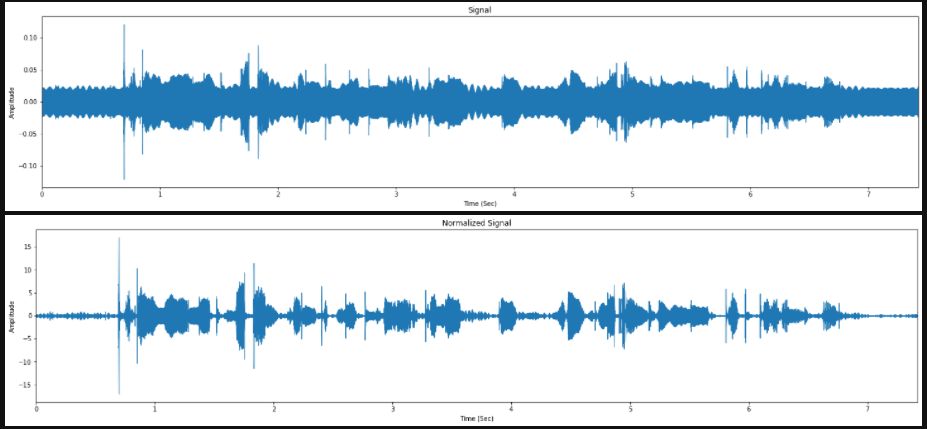 Signal
0.10
0.05
0.00
−0.05
−0.10
Amplitude
0 1 2 3 4 5 6 7
Time (Sec)
Normalized Signal
15
10
5
0
−5
−10
−15
Amplitude
0 1 2 3 4 5 6 7
Time (Sec)